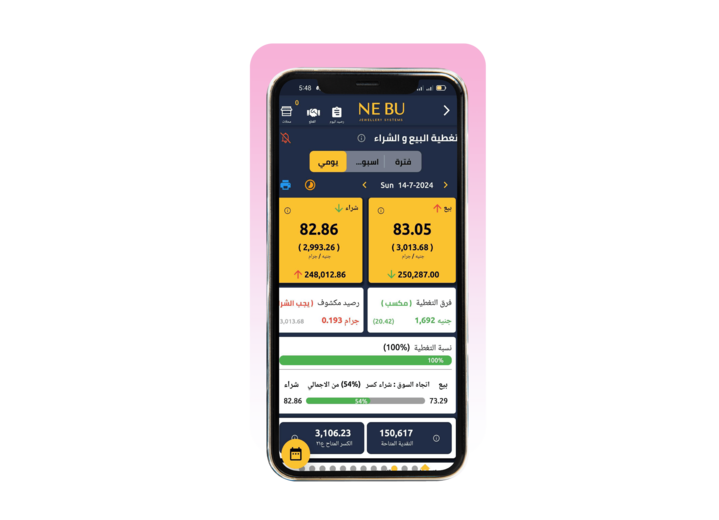 5:48
NE BU
JEWELLERY SYSTEMS
0
تغطية البيع و الشراء
فترة
اسبو...
يومي
Sun 14-7-2024
بيع
83.05
( 3,013.68 )
جنيه / جرام
250,287.00
شراء
82.86
( 2,993.26 )
جنيه / جرام
248,012.86
فرق التغطية ( مكسب )
جنيه 1,692 (20.42)
رصيد مكشوف ( يجب الشرا
جرام 0.193 3,013.68
نسبة التغطية (100%)
100%
بيع اتجاه السوق : شراء كسر (54%) من الاجمالي شراء
82.86 54% 73.29
150,617
النقدية المتاحة
3,106.23
الكسر المتاح ع٢١